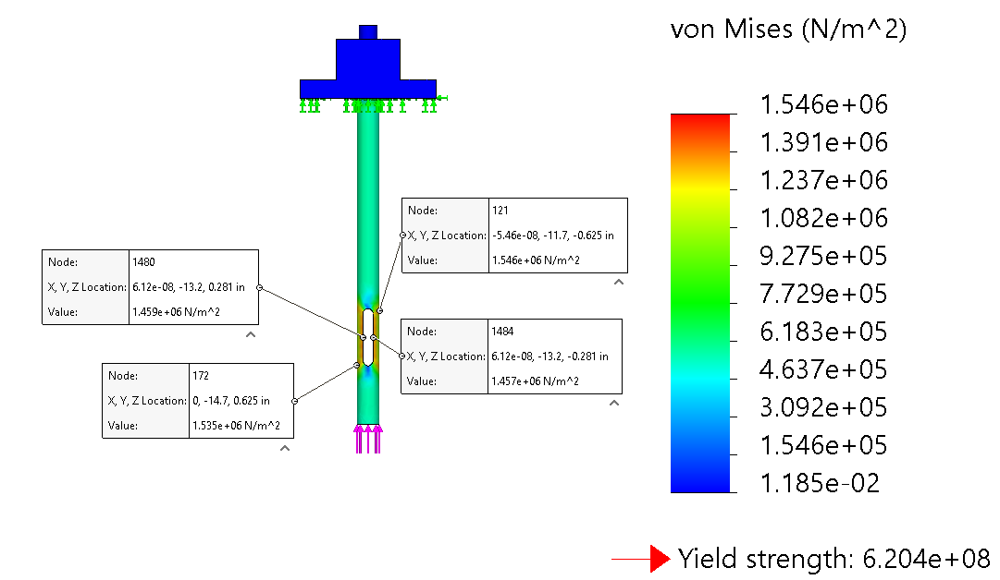 von Mises (N/m^2)
1.546e+06
1.391e+06
1.237e+06
1.082e+06
9.275e+05
7.729e+05
6.183e+05
4.637e+05
3.092e+05
1.546e+05
1.185e-02
Yield strength: 6.204e+08
Node: 121
X, Y, Z Location: -5.46e-08, -11.7, -0.625 in
Value: 1.546e+06 N/m^2
Node: 1480
X, Y, Z Location: 6.12e-08, -13.2, 0.281 in
Value: 1.459e+06 N/m^2
Node: 1484
X, Y, Z Location: 6.12e-08, -13.2, -0.281 in
Value: 1.457e+06 N/m^2
Node: 172
X, Y, Z Location: 0, -14.7, 0.625 in
Value: 1.535e+06 N/m^2